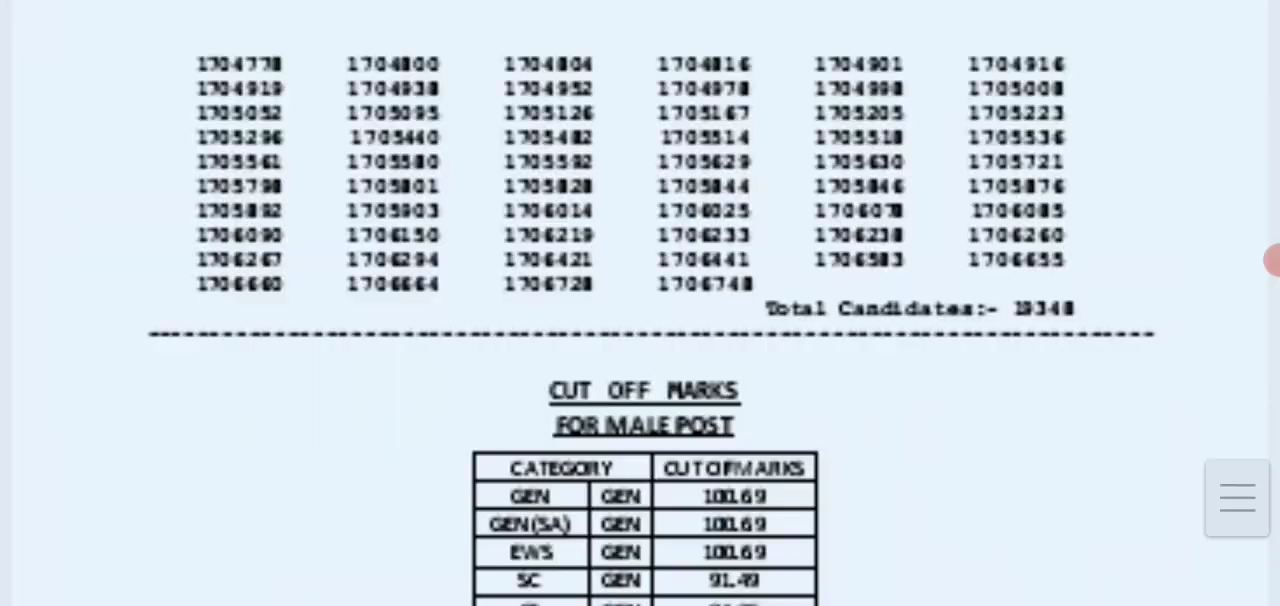 1704778 1704800 1704804 1704816 1704901 1704916
1704919 1704938 1704952 1704978 1704998 1705008
1705052 1705095 1705126 1705167 1705205 1705223
1705296 1705440 1705482 1705514 1705518 1705536
1705561 1705580 1705592 1705629 1705630 1705721
1705798 1705801 1705828 1705844 1705846 1705876
1705892 1705903 1706014 1706025 1706078 1706085
1706090 1706150 1706219 1706233 1706238 1706260
1706267 1706294 1706421 1706441 1706583 1706655
1706660 1706664 1706728 1706748
Total Candidates:- 19348
CUT OFF MARKS
FOR MALE POST
CATEGORY CUTOFMARKS
GEN GEN 100.69
GEN(SA) GEN 100.69
EWS GEN 100.69
SC GEN 91.49